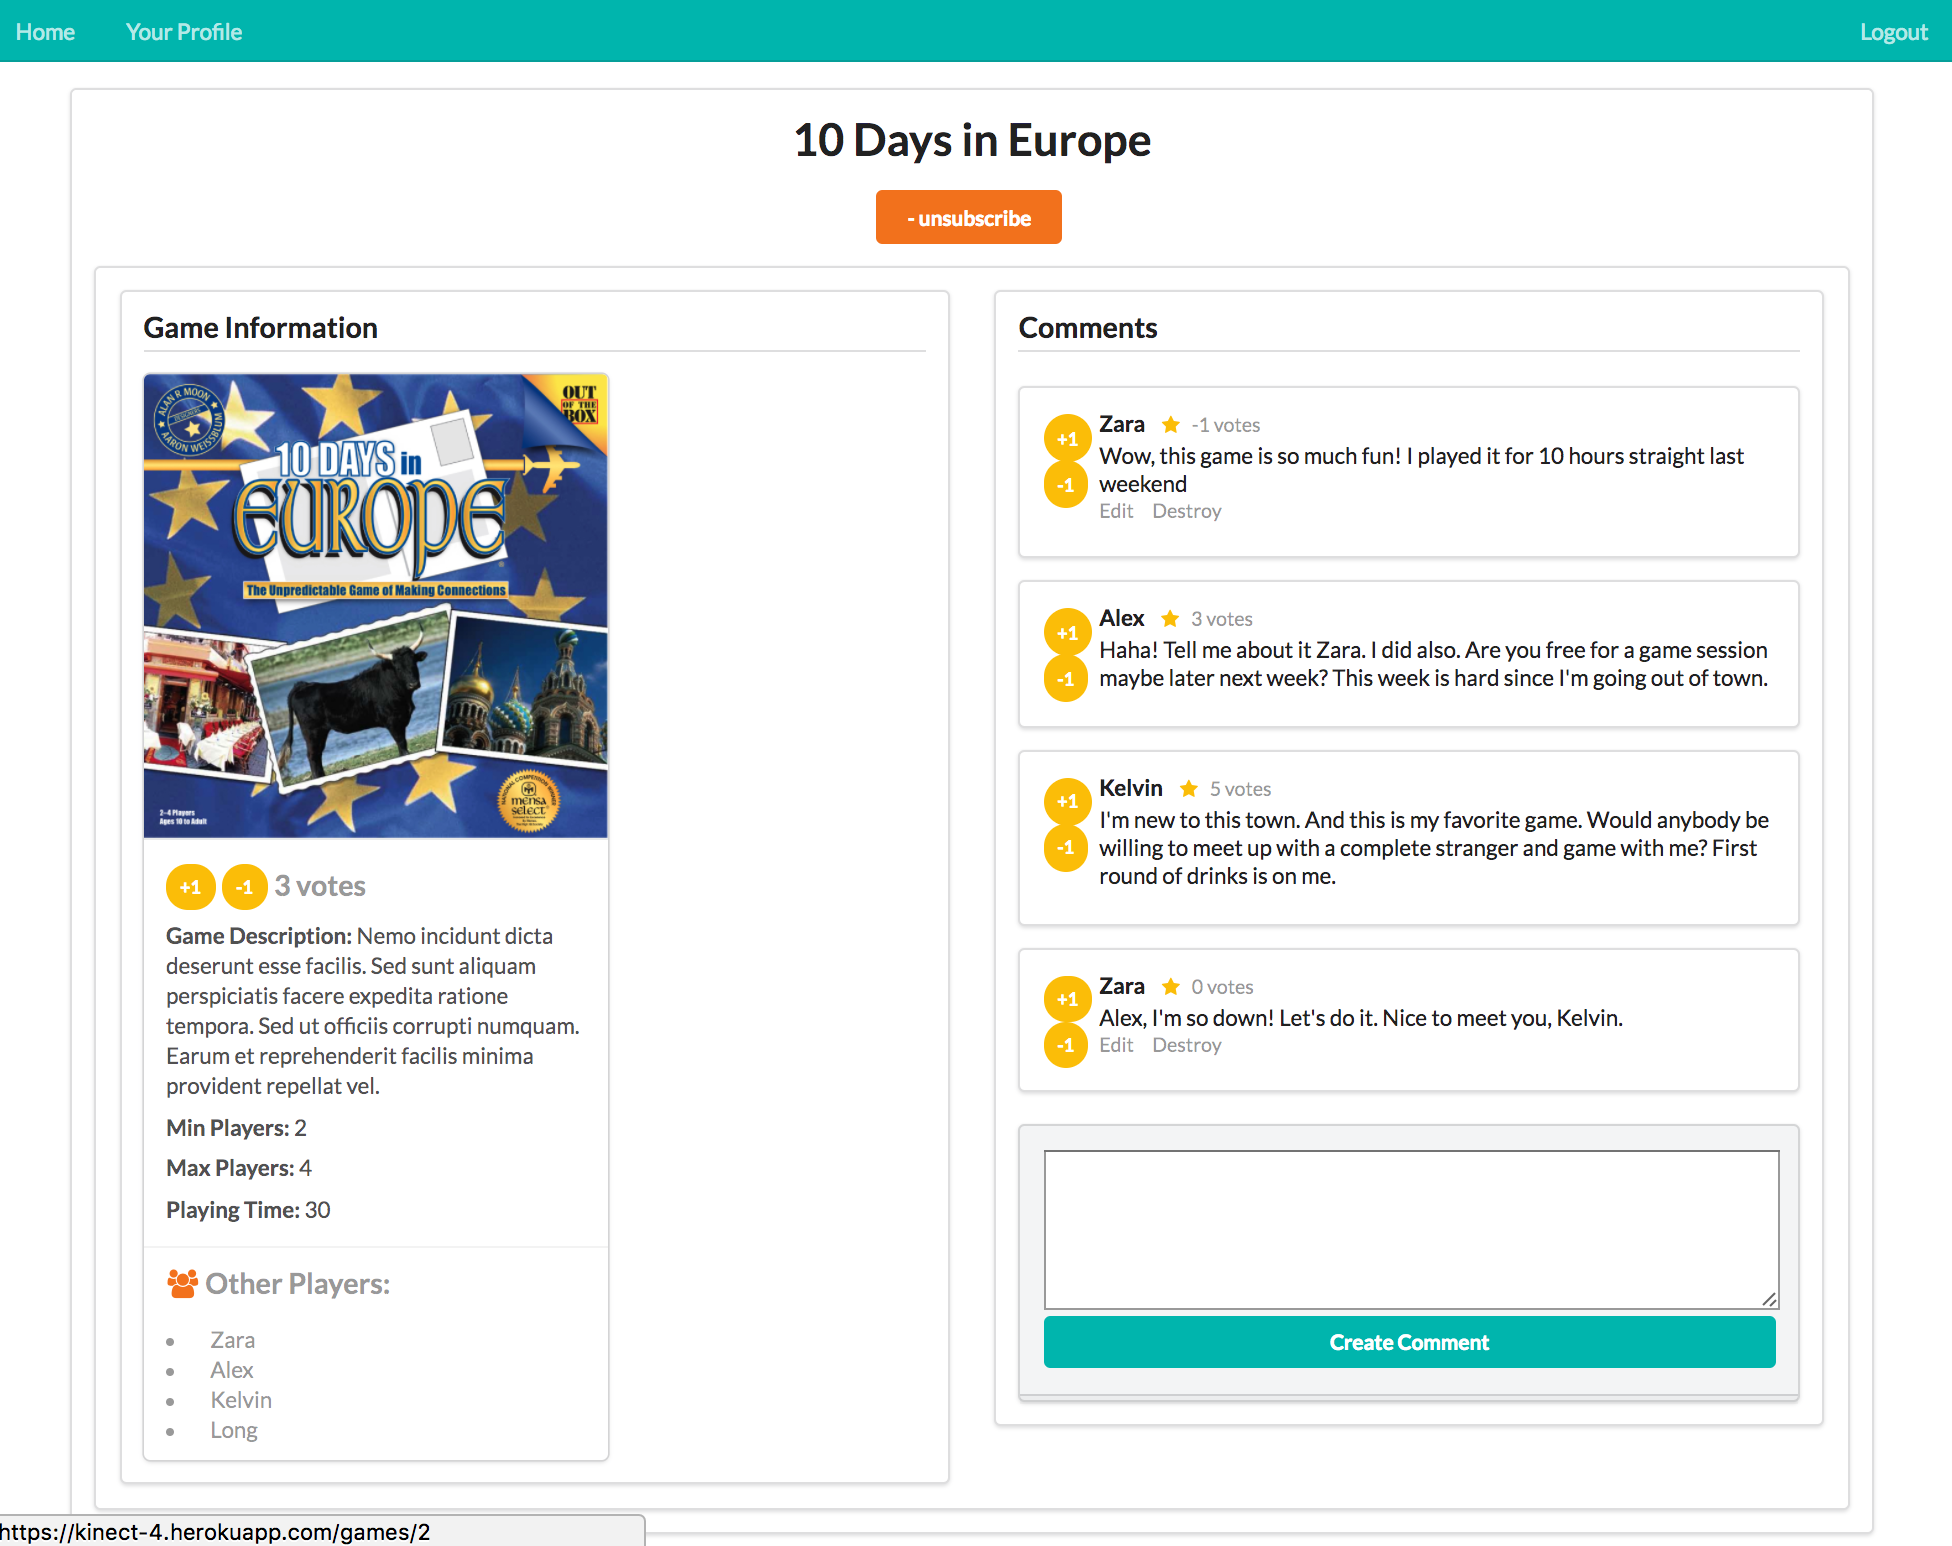 Home
Your Profile
Logout
10 Days in Europe
- unsubscribe
Game Information
ALAN R MOON
DESIGNERS
AARON WEISSBLUM
OUT
OF THE
BOX
10 DAYS in
EUROPE
The Unpredictable Game of Making Connections
2-4 Players
Ages 10 to Adult
mensa
select
+1
-1
3 votes
Game Description: Nemo incidunt dicta
deserunt esse facilis. Sed sunt aliquam
perspiciatis facere expedita ratione
tempora. Sed ut officiis corrupti numquam.
Earum et reprehenderit facilis minima
provident repellat vel.
Min Players: 2
Max Players: 4
Playing Time: 30
Other Players:
Zara
Alex
Kelvin
Long
Comments
+1
-1
Zara -1 votes
Wow, this game is so much fun! I played it for 10 hours straight last
weekend
Edit Destroy
+1
-1
Alex 3 votes
Haha! Tell me about it Zara. I did also. Are you free for a game session
maybe later next week? This week is hard since I'm going out of town.
+1
-1
Kelvin 5 votes
I'm new to this town. And this is my favorite game. Would anybody be
willing to meet up with a complete stranger and game with me? First
round of drinks is on me.
+1
-1
Zara 0 votes
Alex, I'm so down! Let's do it. Nice to meet you, Kelvin.
Edit Destroy
Create Comment
https://kinect-4.herokuapp.com/games/2